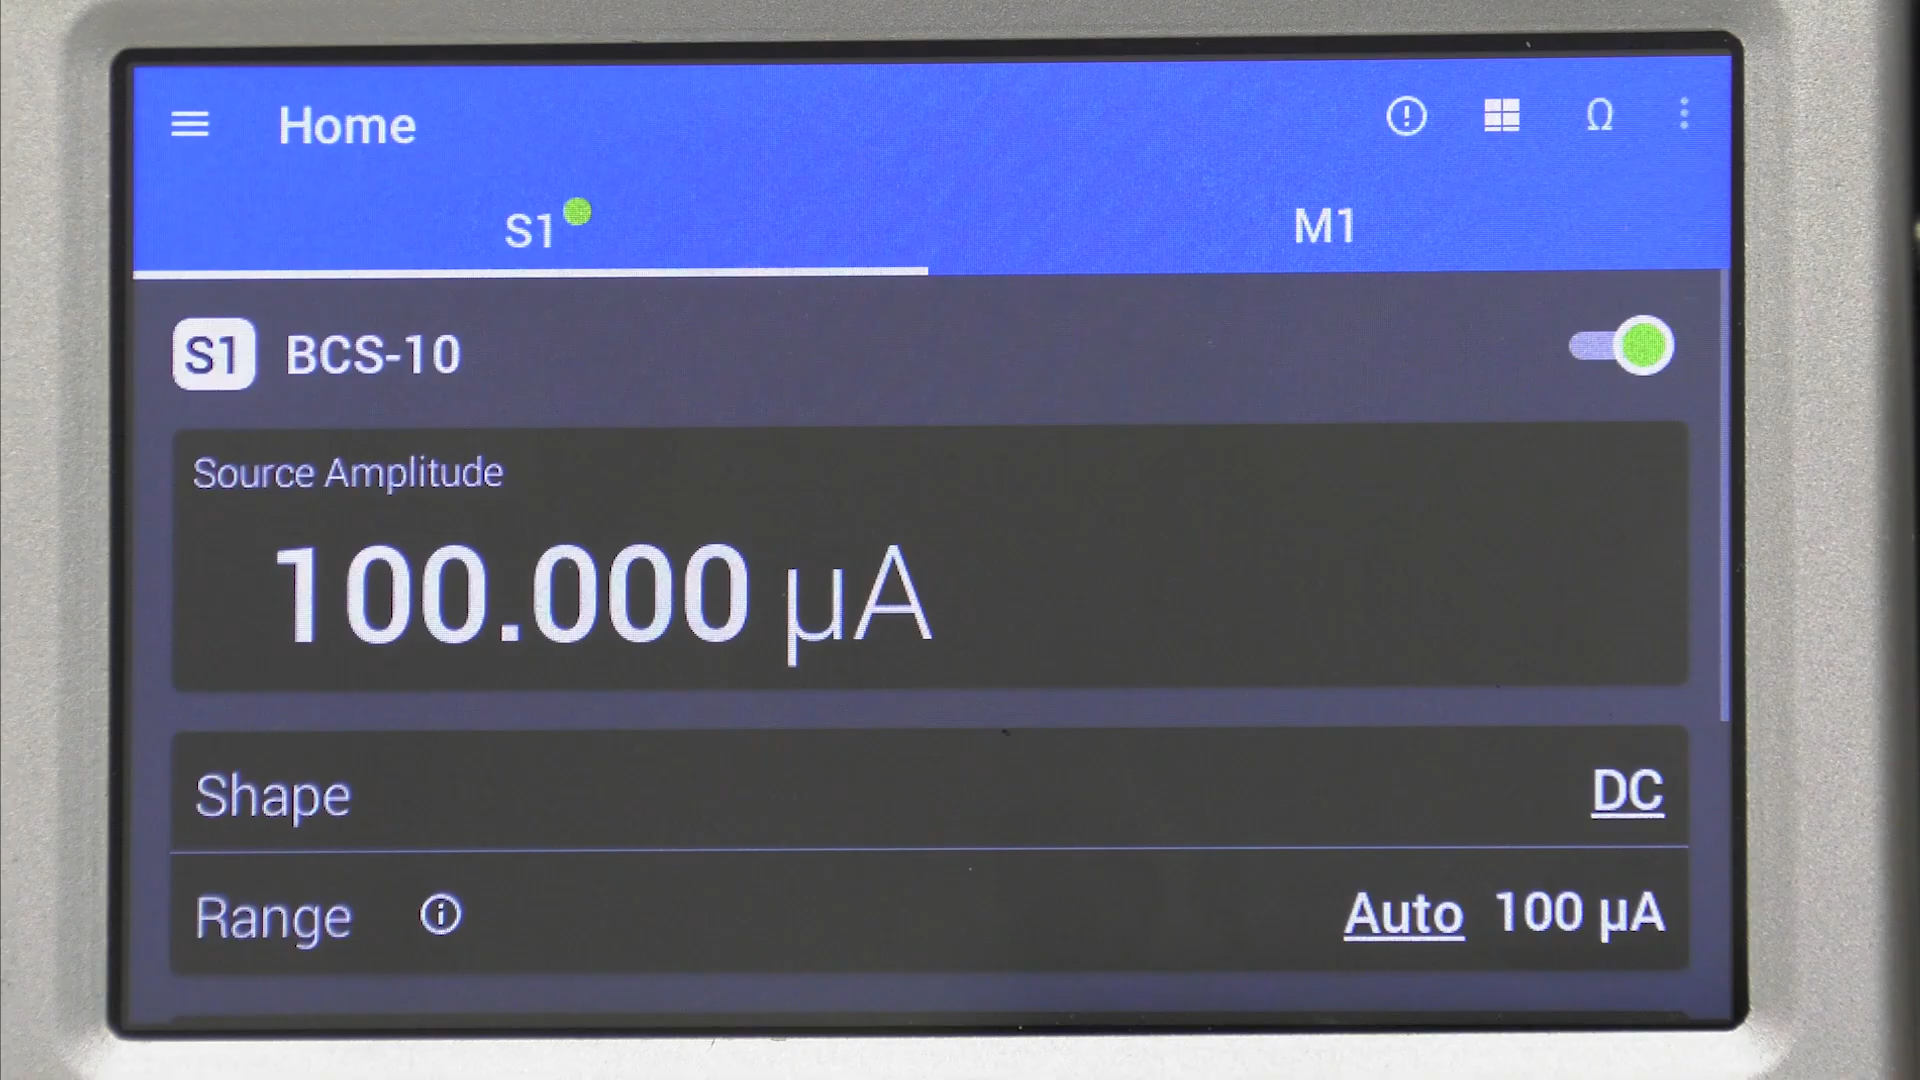 Home
Ω
S1
M1
S1 BCS-10
Source Amplitude
100.000 µA
Shape DC
Range Auto 100 µA